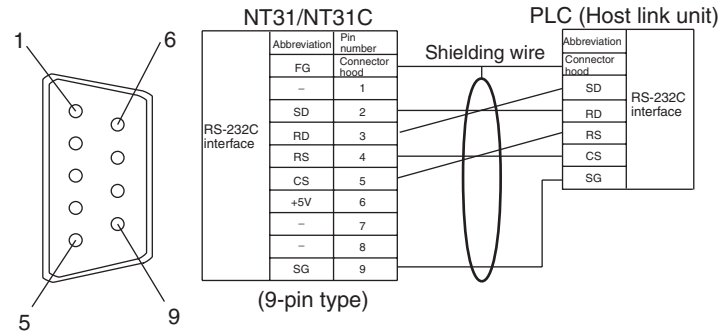 NT31/NT31C
PLC (Host link unit)
1
6
5
9
Abbreviation Pin number
FG Connector hood
– 1
SD 2
RD 3
RS 4
CS 5
+5V 6
– 7
– 8
SG 9
RS-232C interface
(9-pin type)
Shielding wire
Abbreviation
Connector hood
SD
RD
RS
CS
SG
RS-232C interface